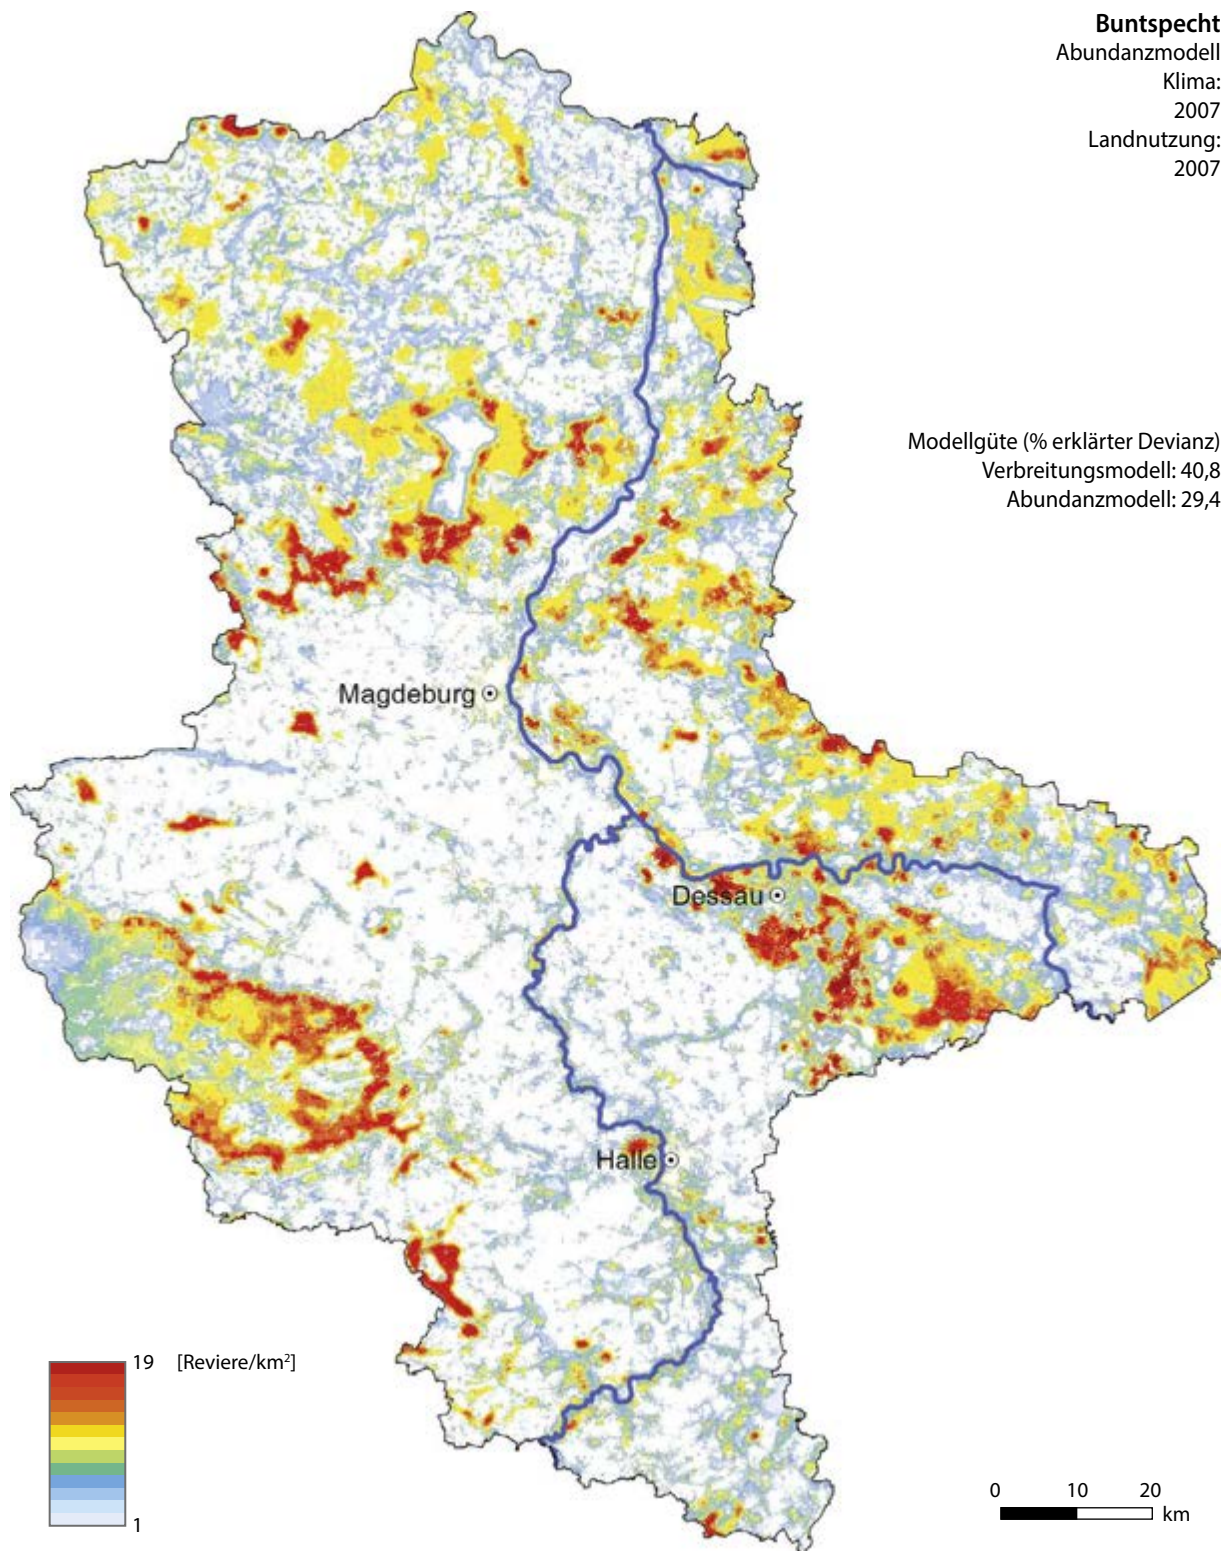 Buntspecht
Abundanzmodell
Klima:
2007
Landnutzung:
2007
Modellgüte (% erklärter Devianz)
Verbreitungsmodell: 40,8
Abundanzmodell: 29,4
Magdeburg
Dessau
Halle
19 [Reviere/km²]
1
0 10 20
km